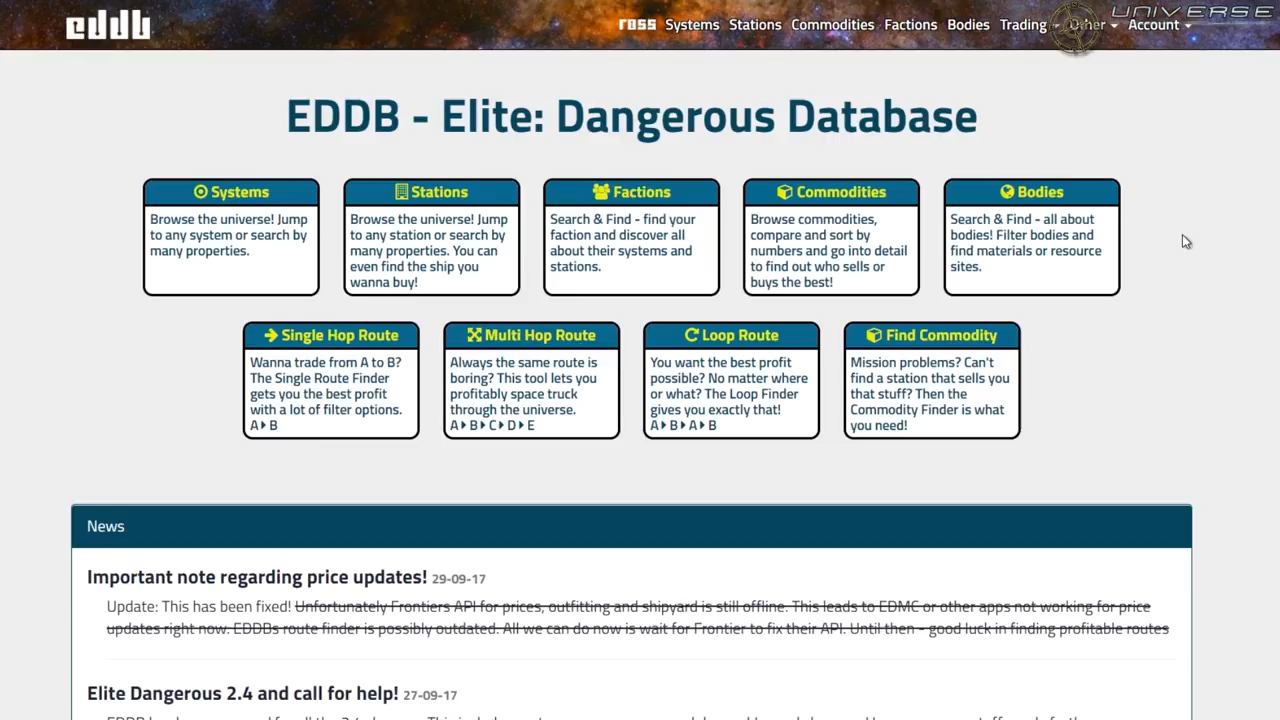 eddb
ross Systems Stations Commodities Factions Bodies Trading Other Account
UNIVERSE
EDDB - Elite: Dangerous Database
Systems
Browse the universe! Jump
to any system or search by
many properties.
Stations
Browse the universe! Jump
to any station or search by
many properties. You can
even find the ship you
wanna buy!
Factions
Search & Find - find your
faction and discover all
about their systems and
stations.
Commodities
Browse commodities,
compare and sort by
numbers and go into detail
to find out who sells or
buys the best!
Bodies
Search & Find - all about
bodies! Filter bodies and
find materials or resource
sites.
Single Hop Route
Wanna trade from A to B?
The Single Route Finder
gets you the best profit
with a lot of filter options.
A B
Multi Hop Route
Always the same route is
boring? This tool lets you
profitably space truck
through the universe.
A B C D E
Loop Route
You want the best profit
possible? No matter where
or what? The Loop Finder
gives you exactly that!
A B A B
Find Commodity
Mission problems? Can't
find a station that sells you
that stuff? Then the
Commodity Finder is what
you need!
News
Important note regarding price updates! 29-09-17
Update: This has been fixed! Unfortunately Frontiers API for prices, outfitting and shipyard is still offline. This leads to EDMC or other apps not working for price
updates right now. EDDBs route finder is possibly outdated. All we can do now is wait for Frontier to fix their API. Until then - good luck in finding profitable routes
Elite Dangerous 2.4 and call for help! 27-09-17